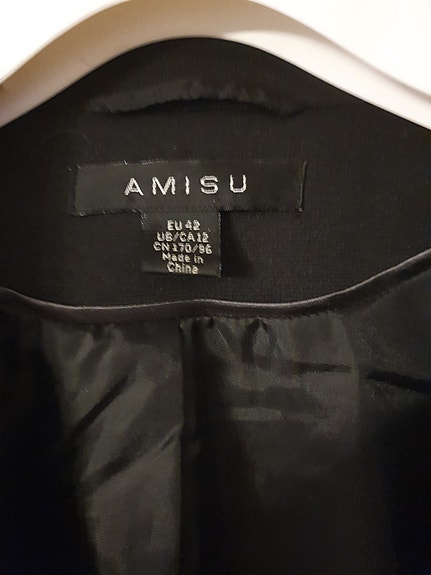 AMISU
EU 42
US/CA 12
CN 170/96
Made in
China